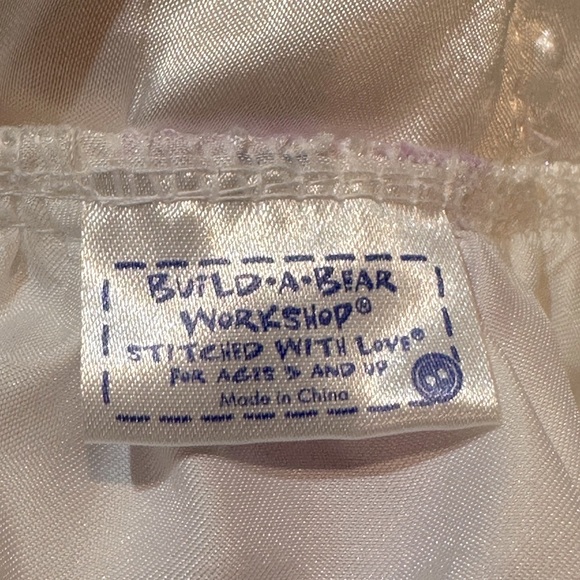 BUILD•A•BEAR
WORKSHOP®
STITCHED WITH LOVE®
FOR AGES 3 AND UP
Made in China